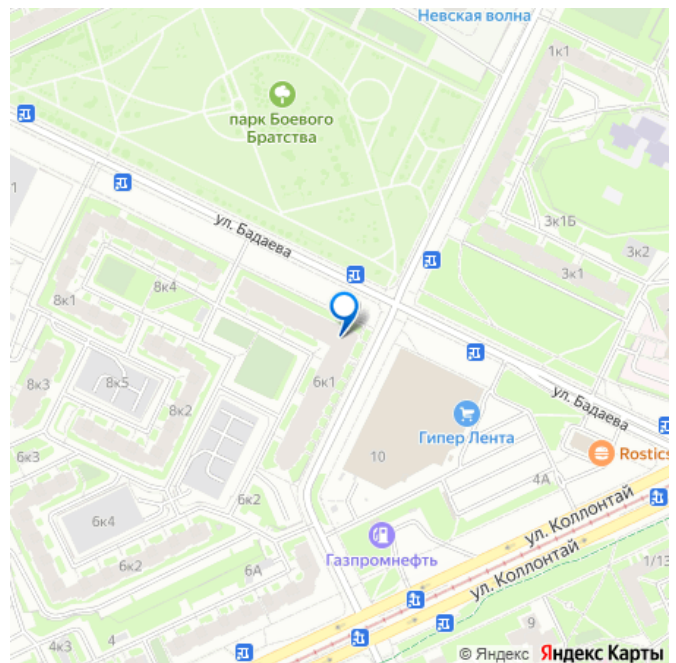 Невская волна
1к1
парк Боевого
Братства
1
ул. Бадаева
3к1Б
3к2
3к1
8к4
8к1
8к3
8к5
8к2
6к1
ул. Бадаева
Гипер Лента
Rostics
10
4А
6к3
6к2
6к4
6к2
6А
Газпромнефть
ул. Коллонтай
ул. Коллонтай
1/13
9
4
4к3
© Яндекс Яндекс Карты